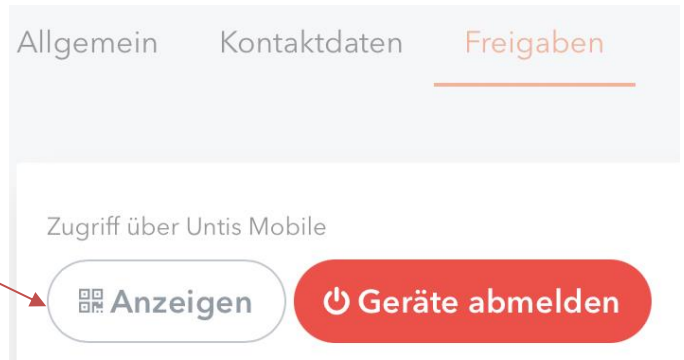 Allgemein Kontaktdaten Freigaben
Zugriff über Untis Mobile
Anzeigen Geräte abmelden